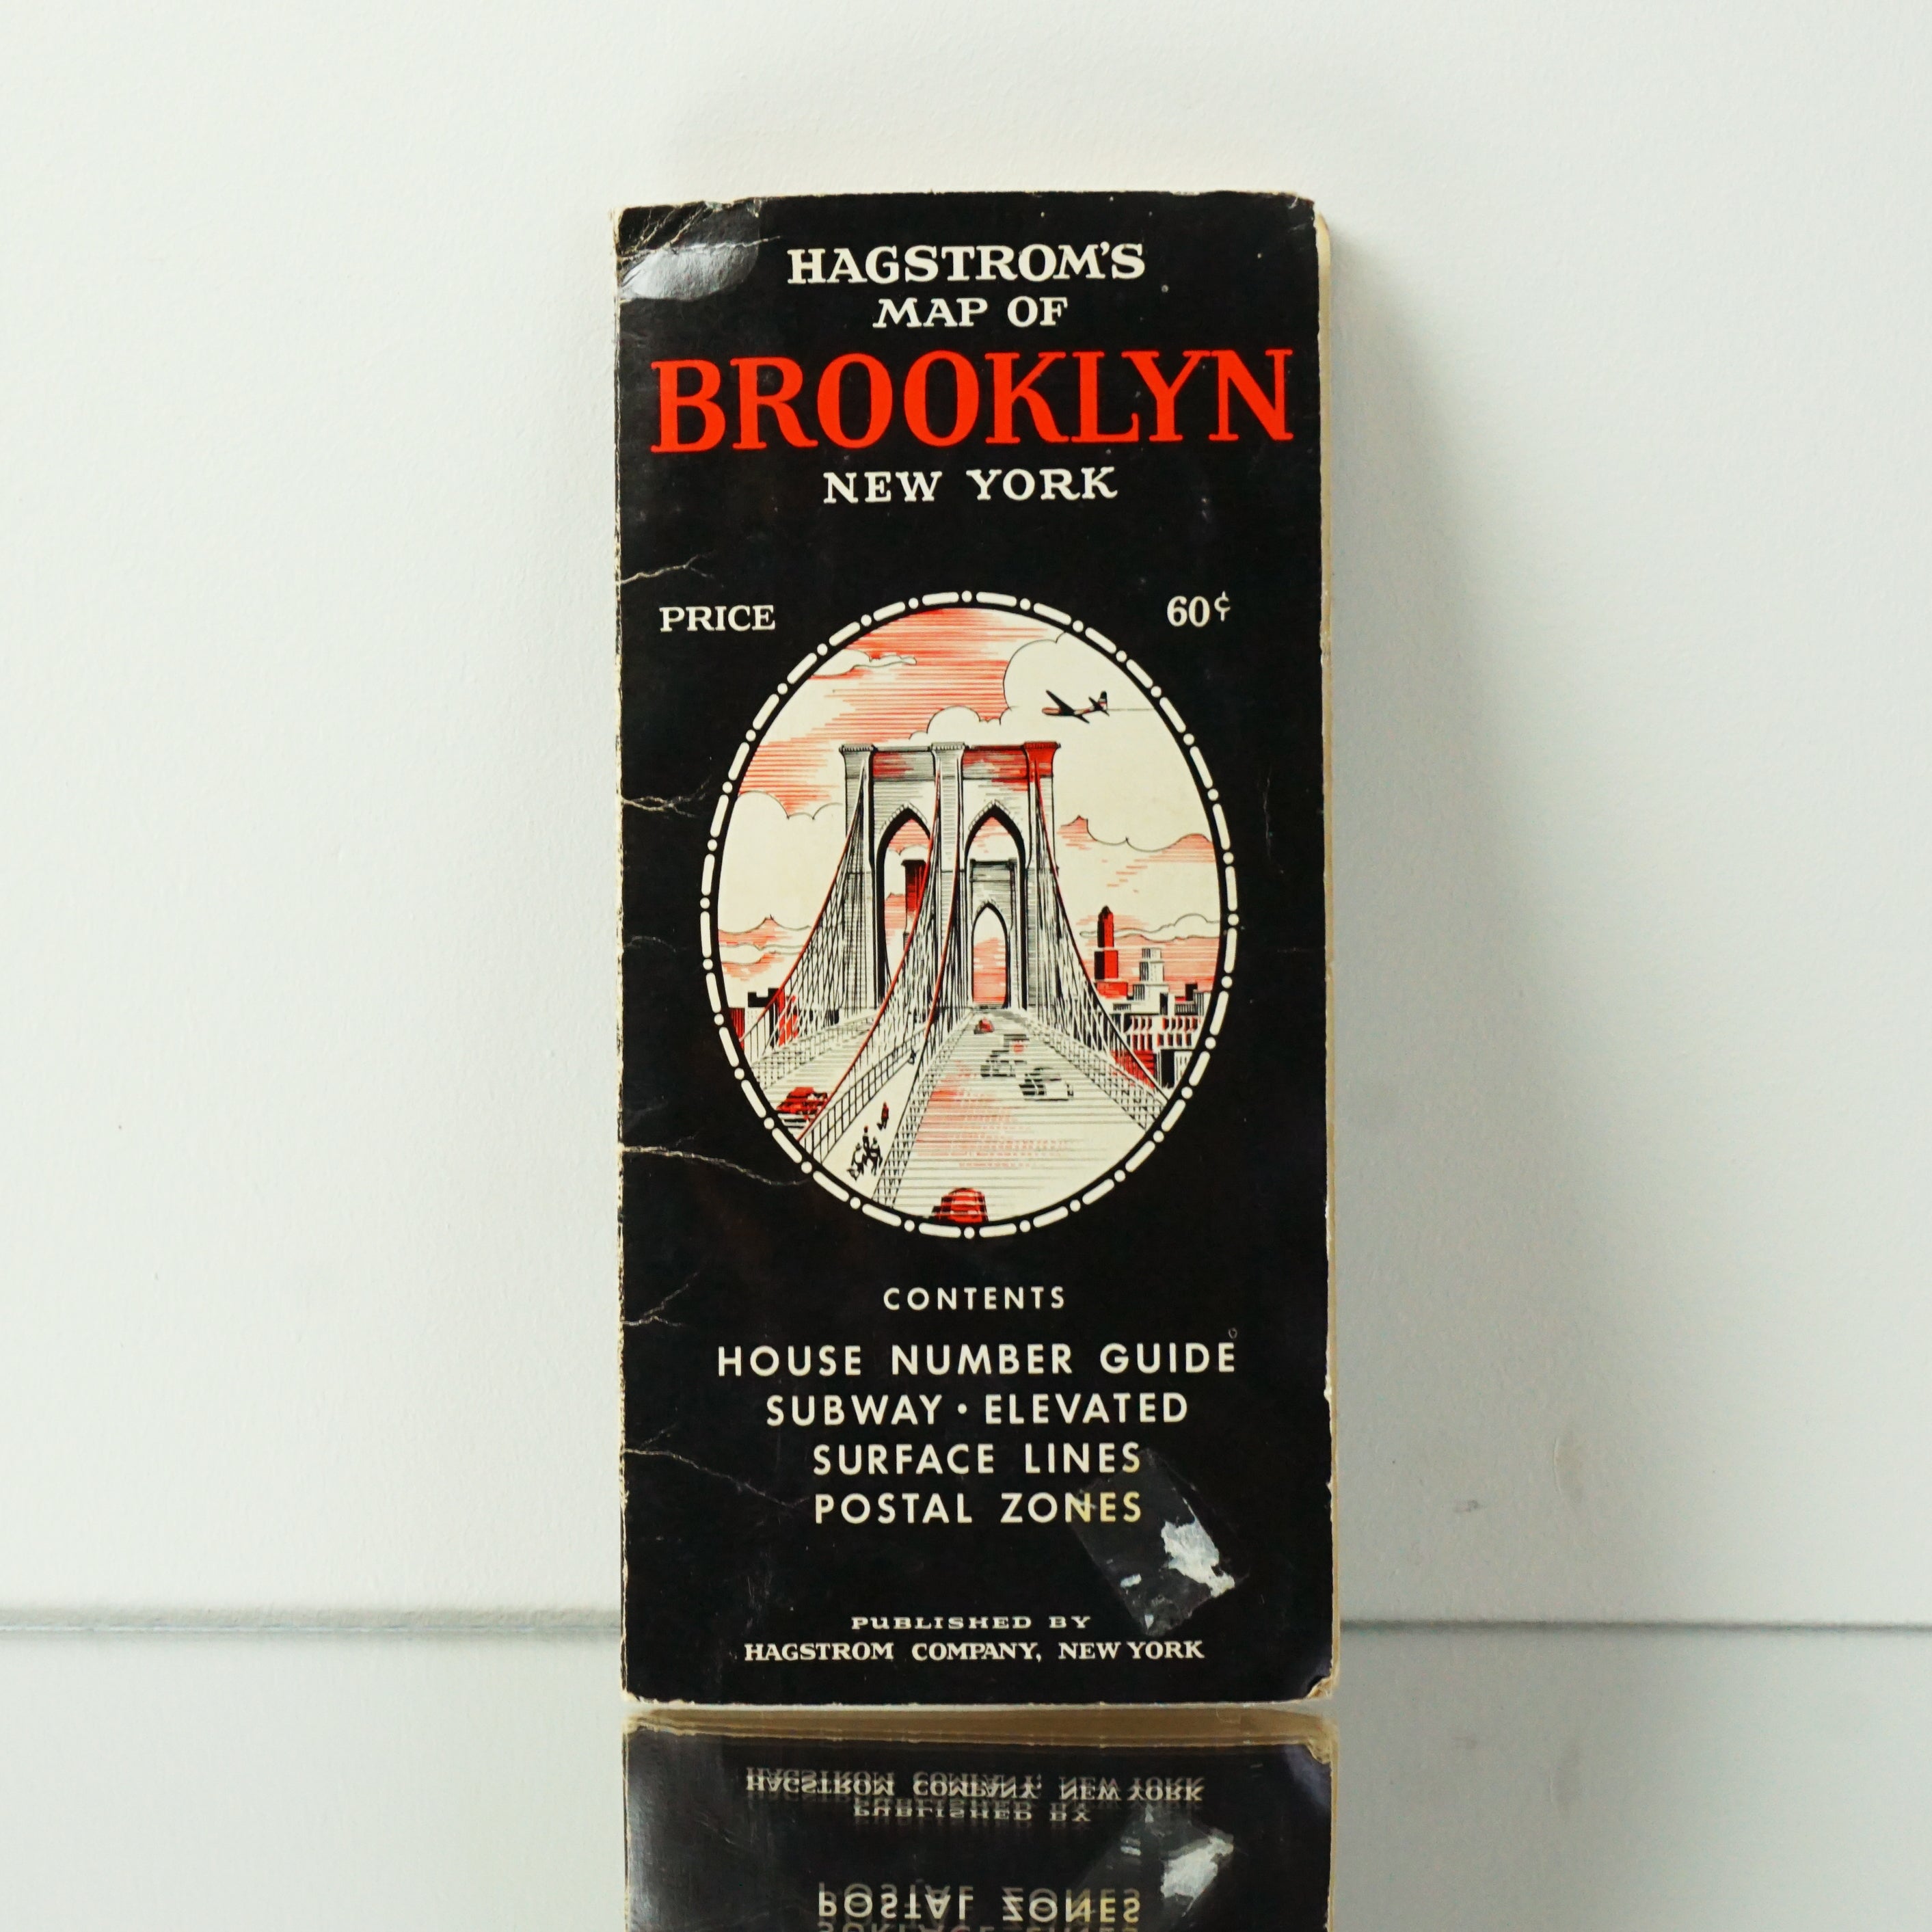 HAGSTROM'S
MAP OF
BROOKLYN
NEW YORK
PRICE 60¢
CONTENTS
HOUSE NUMBER GUIDE
SUBWAY • ELEVATED
SURFACE LINES
POSTAL ZONES
PUBLISHED BY
HAGSTROM COMPANY, NEW YORK